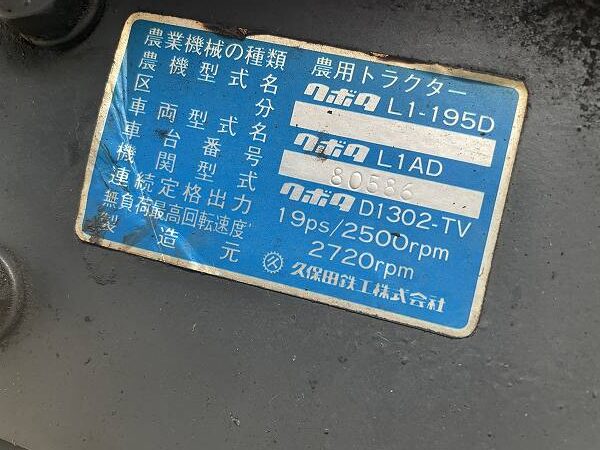 農業機械の種類 農用トラクター
農機型式名 クボタ L1-195D
区分
車両型式名 クボタ L1AD
車台番号 80586
機関型式 クボタ D1302-TV
連続定格出力 19ps/2500rpm
無負荷最高回転速度 2720rpm
製造元 久保田鉄工株式会社